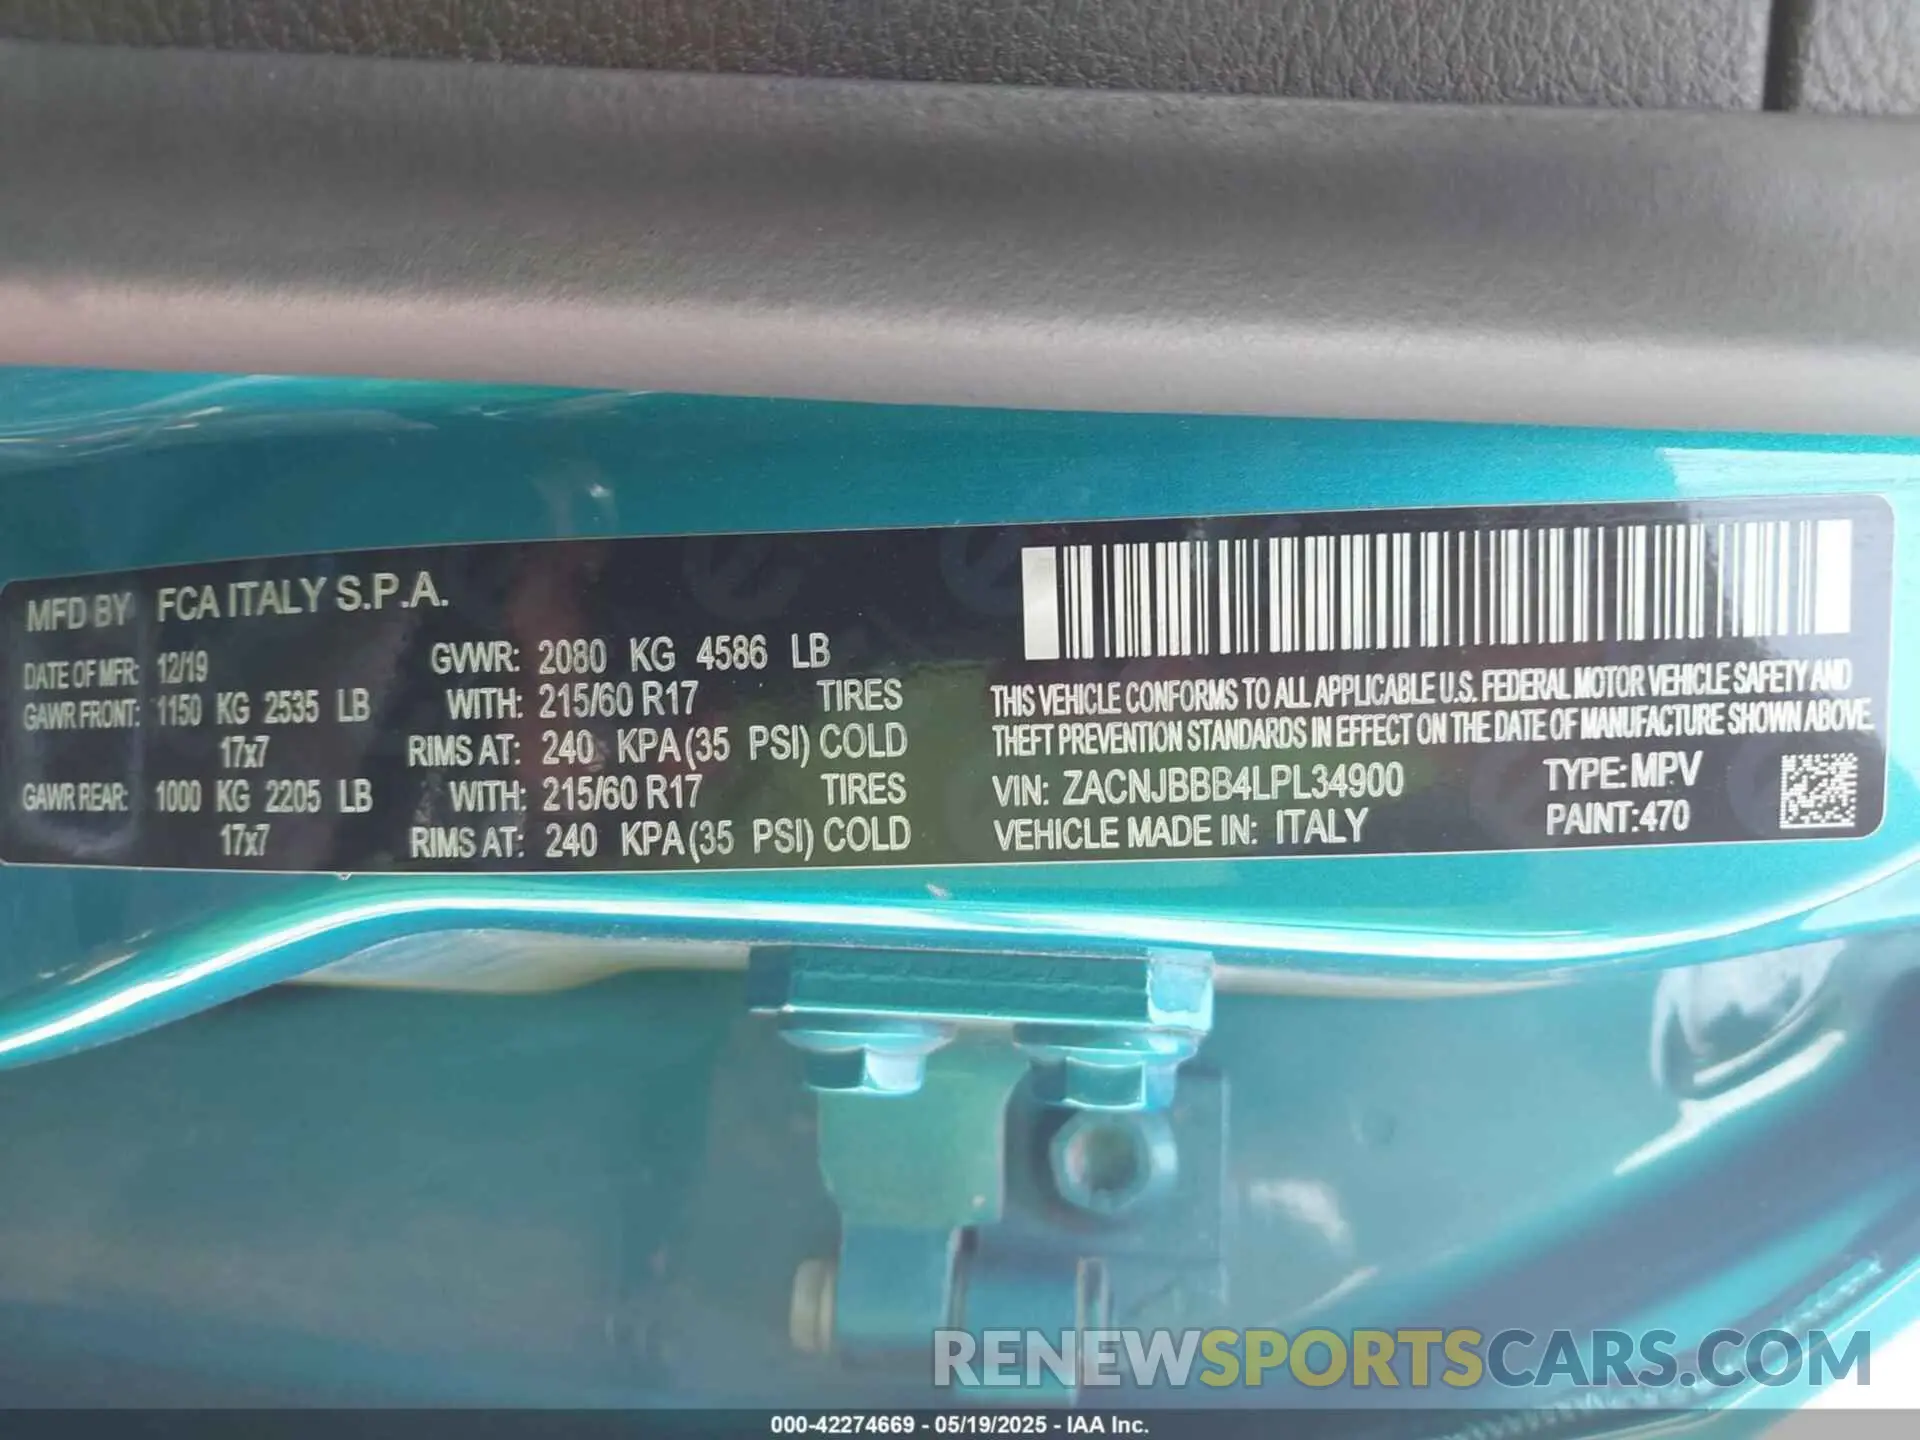 MFD BY FCA ITALY S.P.A.
DATE OF MFR: 12/19 GVWR: 2080 KG 4586 LB
GAWR FRONT: 1150 KG 2535 LB WITH: 215/60 R17 TIRES
17x7 RIMS AT: 240 KPA(35 PSI) COLD
GAWR REAR: 1000 KG 2205 LB WITH: 215/60 R17 TIRES
17x7 RIMS AT: 240 KPA(35 PSI) COLD
THIS VEHICLE CONFORMS TO ALL APPLICABLE U.S. FEDERAL MOTOR VEHICLE SAFETY AND
THEFT PREVENTION STANDARDS IN EFFECT ON THE DATE OF MANUFACTURE SHOWN ABOVE.
VIN: ZACNJBBB4LPL34900 TYPE: MPV
VEHICLE MADE IN: ITALY PAINT:470
RENEWSPORTSCARS.COM
000-42274669 - 05/19/2025 - IAA Inc.